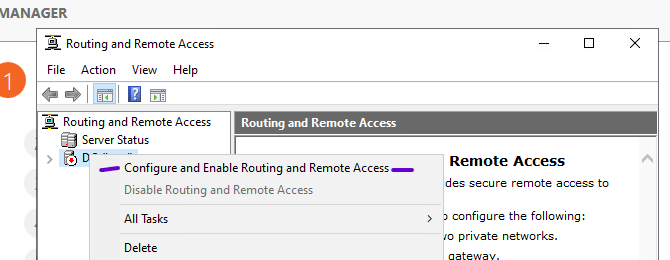 MANAGER
Routing and Remote Access
1
File Action View Help
Routing and Remote Access
Routing and Remote Access
Server Status
Configure and Enable Routing and Remote Access
Remote Access
Disable Routing and Remote Access
des secure remote access to
All Tasks
o configure the following:
vo private networks.
Delete
gateway.